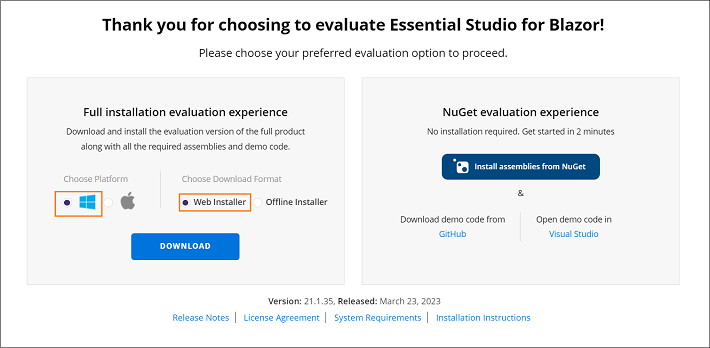 Thank you for choosing to evaluate Essential Studio for Blazor!
Please choose your preferred evaluation option to proceed.
Full installation evaluation experience
Download and install the evaluation version of the full product
along with all the required assemblies and demo code.
Choose Platform
Choose Download Format
Web Installer
Offline Installer
DOWNLOAD
NuGet evaluation experience
No installation required. Get started in 2 minutes
Install assemblies from NuGet
&
Download demo code from
GitHub
Open demo code in
Visual Studio
Version: 21.1.35, Released: March 23, 2023
Release Notes | License Agreement | System Requirements | Installation Instructions